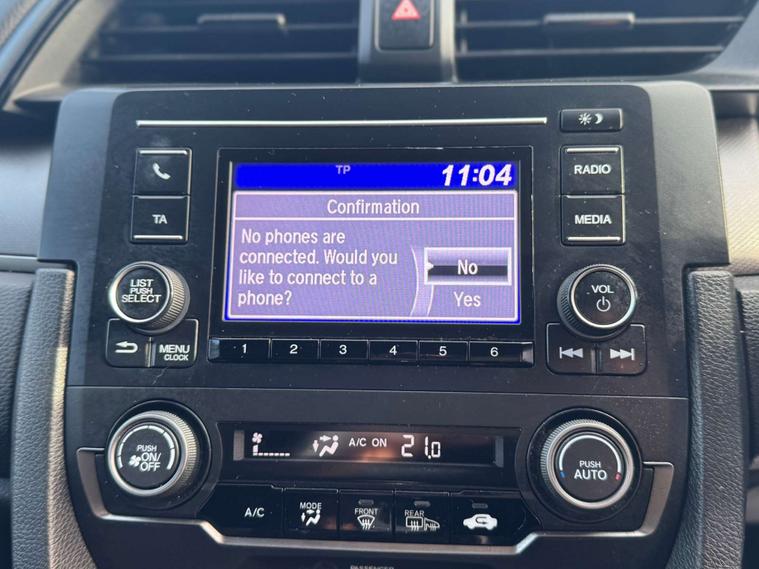 TP 11:04
Confirmation
No phones are
connected. Would you
like to connect to a
phone?
No
Yes
TA
RADIO
MEDIA
LIST
PUSH
SELECT
VOL
MENU
CLOCK
1 2 3 4 5 6
PUSH
ON/
OFF
A/C ON 21.0
PUSH
AUTO
A/C
MODE
FRONT
REAR
PASSENGER